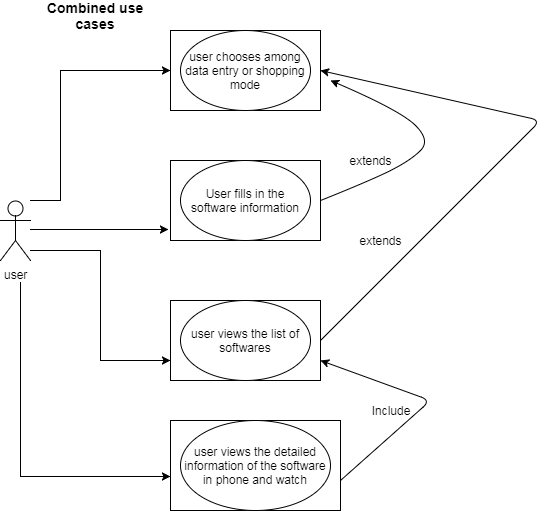 Combined use
cases
user chooses among
data entry or shopping
mode
extends
User fills in the
software information
extends
user
user views the list of
softwares
Include
user views the detailed
information of the software
in phone and watch